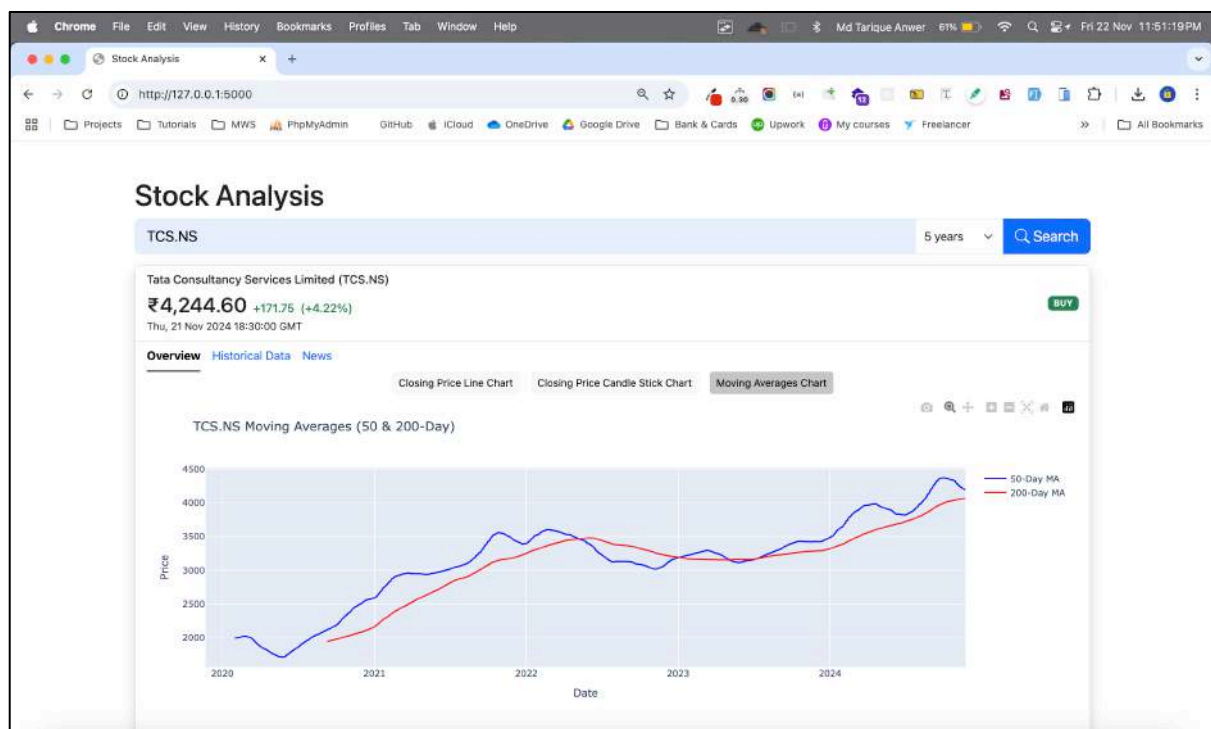 Chrome File Edit View History Bookmarks Profiles Tab Window Help Md Tarique Anwer 61% Fri 22 Nov 11:51:19 PM
Stock Analysis
http://127.0.0.1:5000
0.30
12
Projects Tutorials MWS PhpMyAdmin GitHub iCloud OneDrive Google Drive Bank & Cards Upwork My courses Freelancer >> All Bookmarks
Stock Analysis
TCS.NS 5 years Search
Tata Consultancy Services Limited (TCS.NS)
₹4,244.60 +171.75 (+4.22%) BUY
Thu, 21 Nov 2024 18:30:00 GMT
Overview Historical Data News
Closing Price Line Chart Closing Price Candle Stick Chart Moving Averages Chart
TCS.NS Moving Averages (50 & 200-Day)
4500
4000
3500
3000
2500
2000
Price
50-Day MA
200-Day MA
2020 2021 2022 2023 2024
Date